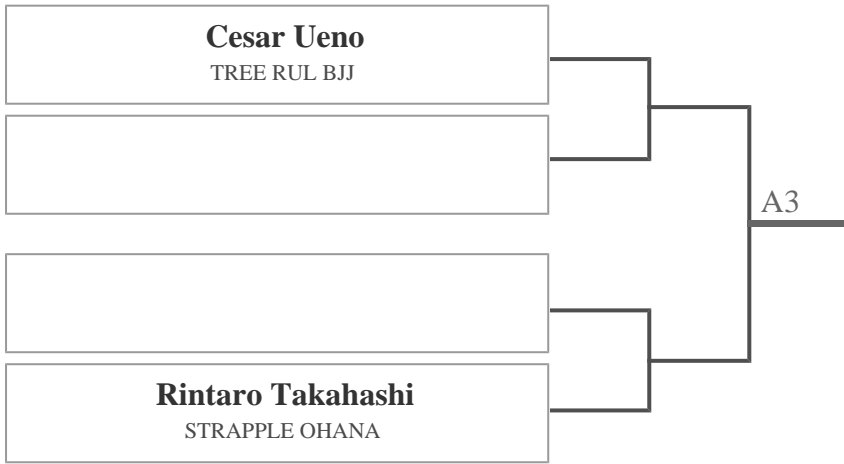 Cesar Ueno
TREE RUL BJJ
A3
Rintaro Takahashi
STRAPPLE OHANA